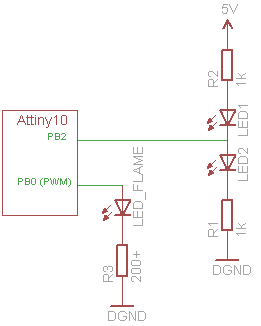 5V
R2
1k
Attiny10
LED1
PB2
LED2
LED_FLAME
PB0 (PWM)
R1
1k
R3
200+
DGND
DGND